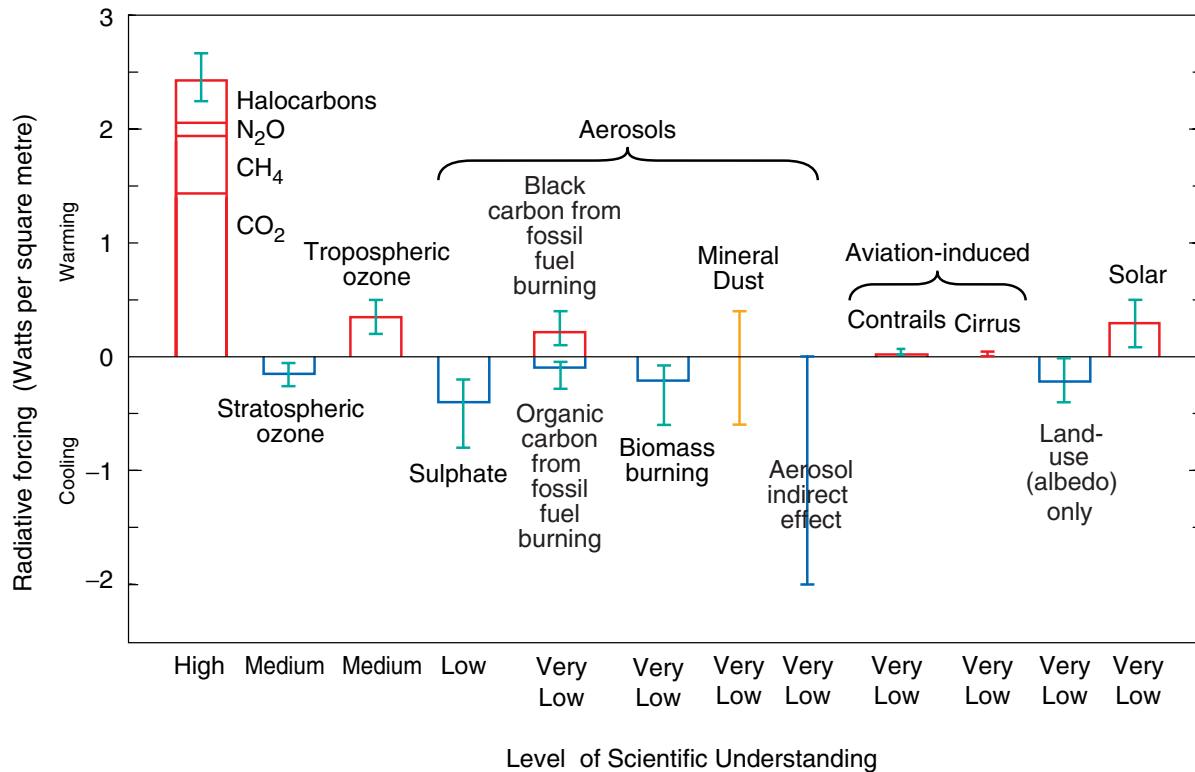 Radiative forcing (Watts per square metre)
Warming
Cooling
3
2
1
0
–1
–2
Halocarbons
N₂O
CH₄
CO₂
Stratospheric
ozone
Tropospheric
ozone
Aerosols
Sulphate
Black
carbon from
fossil
fuel
burning
Organic
carbon
from
fossil
fuel
burning
Biomass
burning
Mineral
Dust
Aerosol
indirect
effect
Aviation-induced
Contrails
Cirrus
Land-
use
(albedo)
only
Solar
High
Medium
Medium
Low
Very
Low
Very
Low
Very
Low
Very
Low
Very
Low
Very
Low
Very
Low
Very
Low
Level of Scientific Understanding